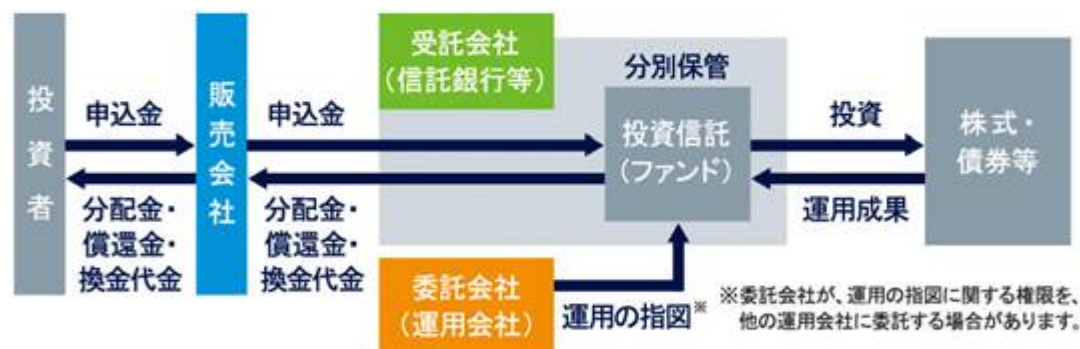 投資者
申込金
分配金・
償還金・
換金代金
販売会社
申込金
分配金・
償還金・
換金代金
受託会社
(信託銀行等)
分別保管
投資信託
(ファンド)
委託会社
(運用会社)
運用の指図※
投資
運用成果
株式・
債券等
※委託会社が、運用の指図に関する権限を、
他の運用会社に委託する場合があります。